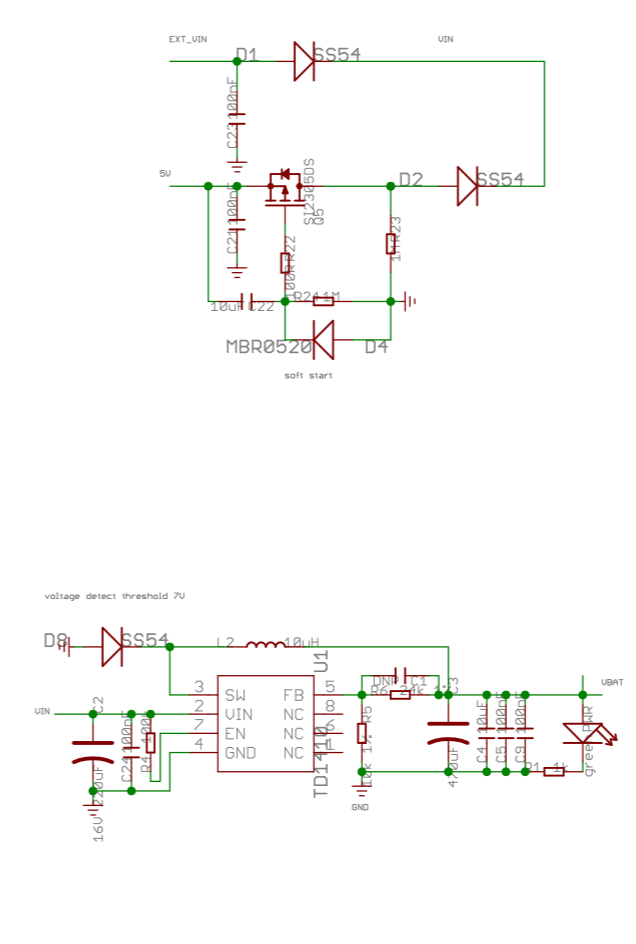 EXT_VIN
VIN
D1
SS54
C23
100nF
5V
SI2305DS
Q5
D2
SS54
C21
100nF
R22
100R
R23
1M
10uF
C22
R24
1M
MBR0520
D4
soft start
voltage detect threshold 7V
D8
SS54
L2
10uH
U1
TD1410
3
SW
FB
5
2
VIN
NC
8
7
EN
NC
6
4
GND
NC
1
VIN
C2
220uF
16V
C24
100nF
R4
100k
DNP
C1
R6
24k
1%
R5
10k 1%
C3
470uF
C4
10uF
C5
100nF
C9
100nF
VBAT
PWR
green
R1
1k
GND